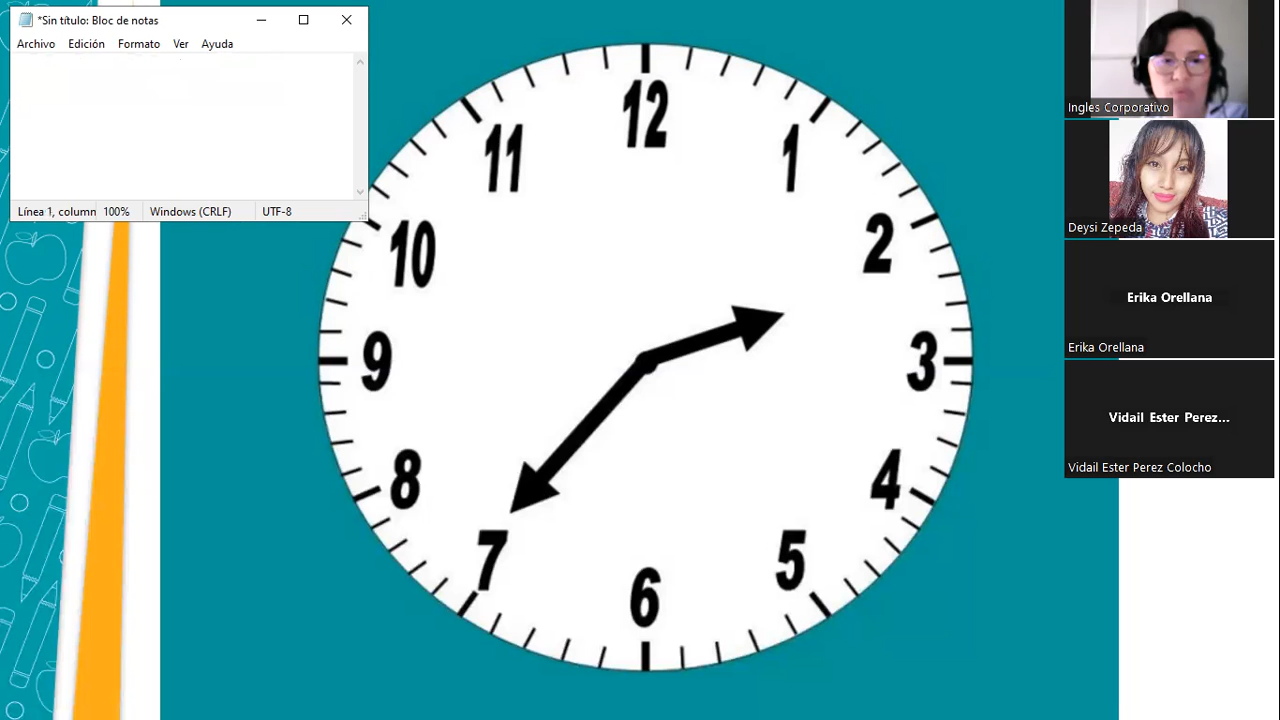 *Sin título: Bloc de notas
Archivo Edición Formato Ver Ayuda
Línea 1, column 100% Windows (CRLF) UTF-8
12
1
2
3
4
5
6
7
8
9
10
11
Ingles Corporativo
Deysi Zepeda
Erika Orellana
Erika Orellana
Vidail Ester Perez...
Vidail Ester Perez Colocho